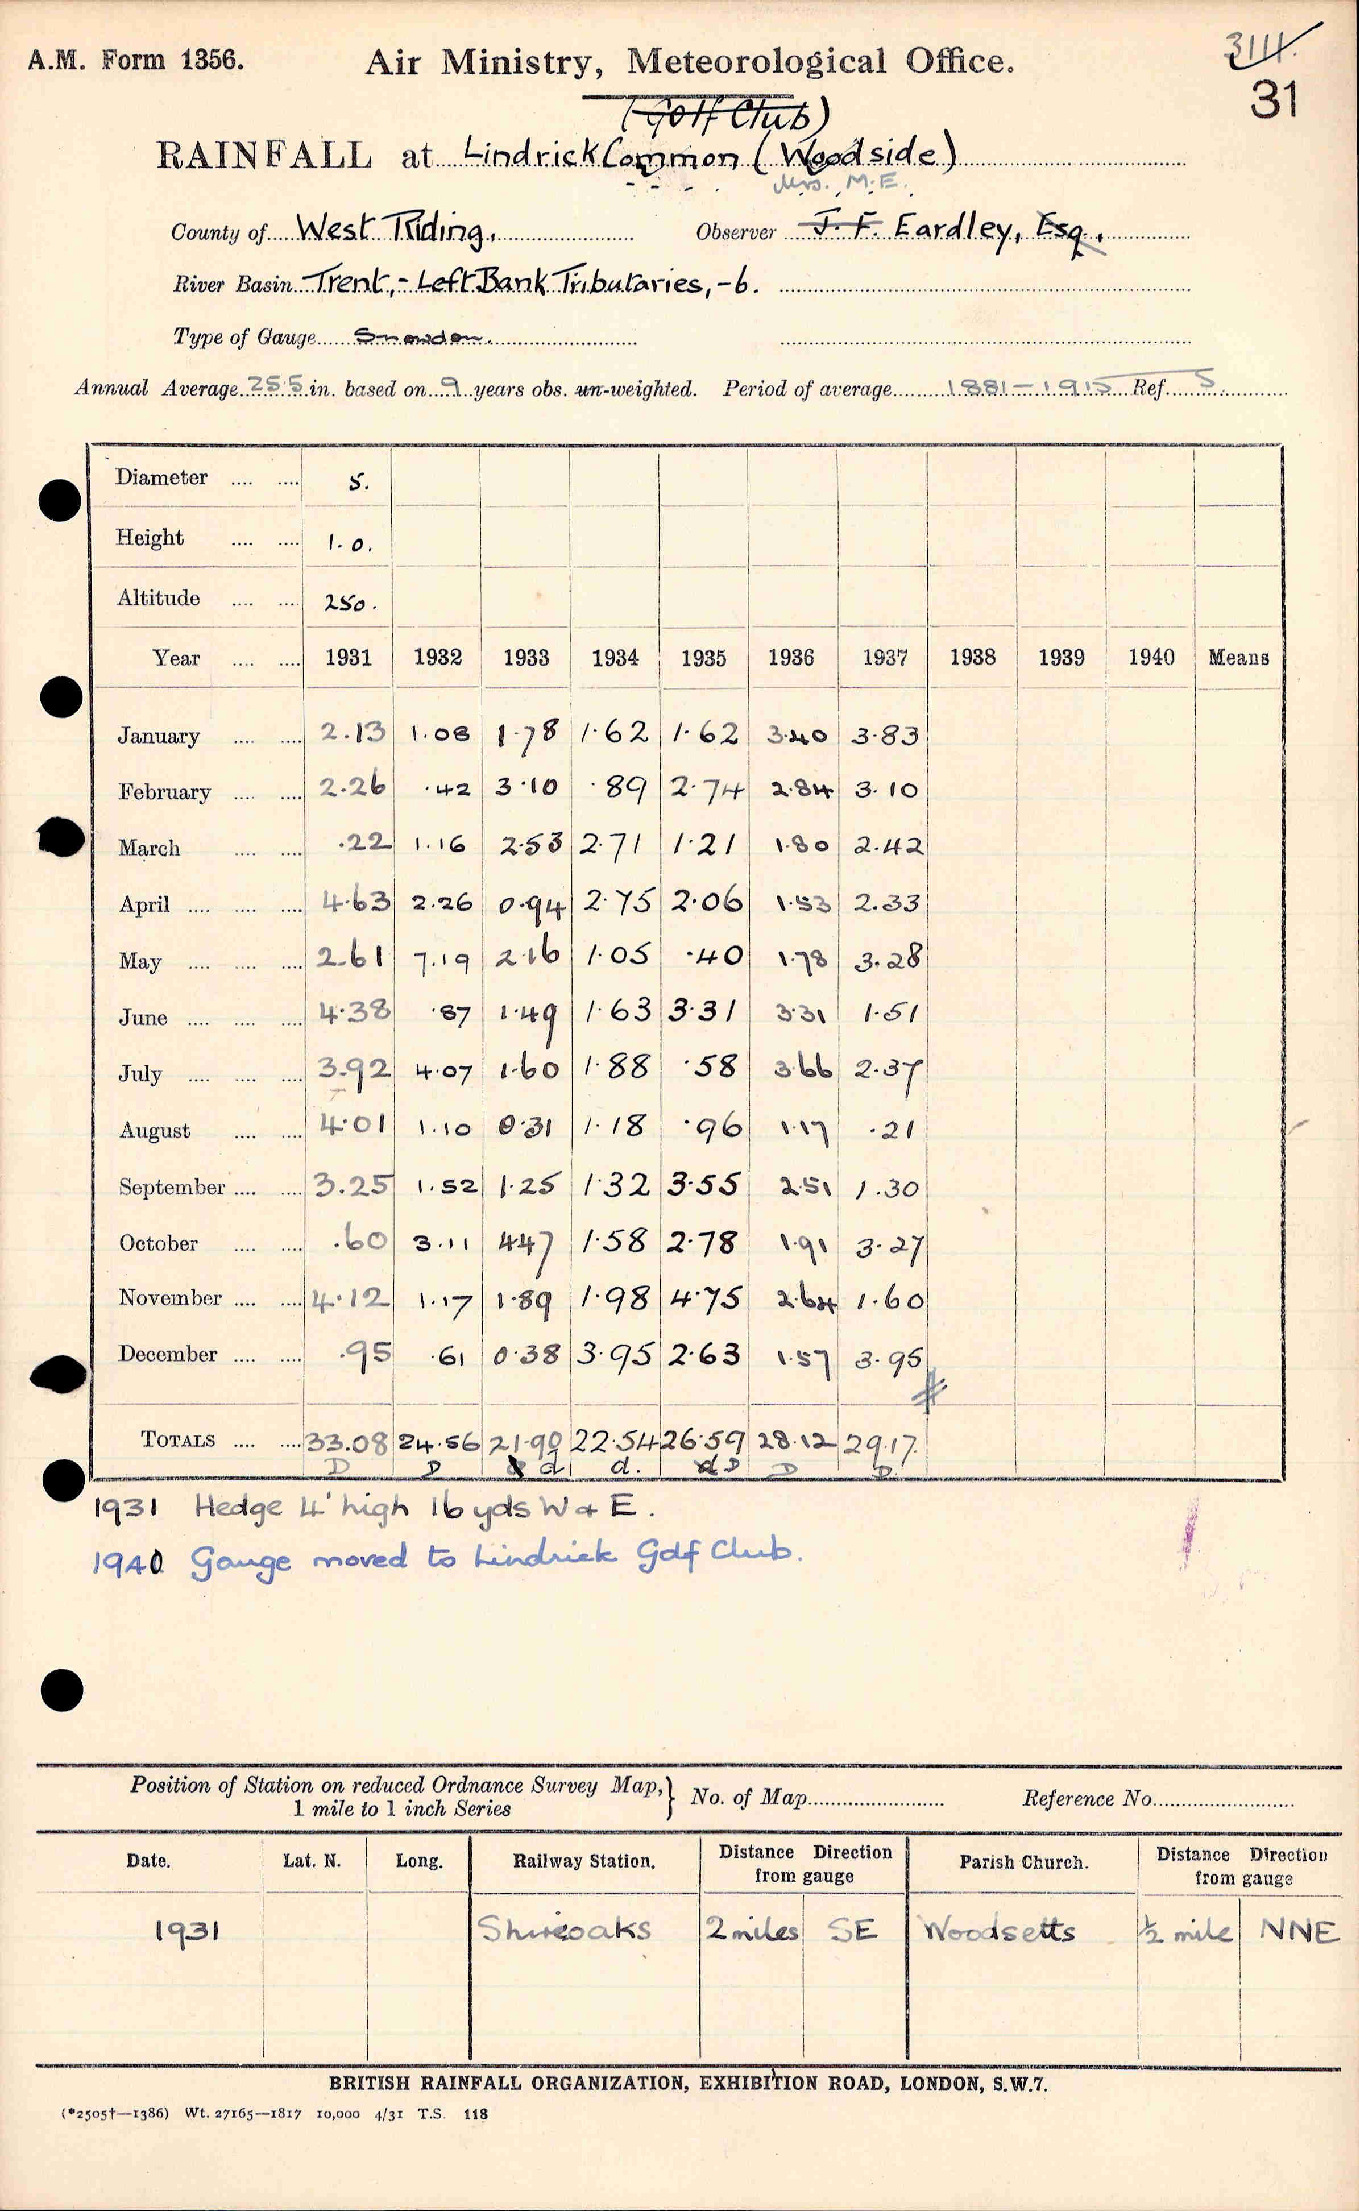 A.M. Form 1356. Air Ministry, Meteorological Office.
31
(Golf Club)
RAINFALL at Lindrick Common (Woodside)
Mrs. M.E.
County of West Riding. Observer J. F. Eardley, Esq.
River Basin Trent,- Left Bank Tributaries,-6.
Type of Gauge Snowdon.
Annual Average 25.5 in. based on 9 years obs. un-weighted. Period of average 1881-1915 Ref. 5.
Diameter .... .... 5.
Height .... .... 1.0.
Altitude .... .... 250.
Year .... .... 1931 1932 1933 1934 1935 1936 1937 1938 1939 1940 Means
January .... .... 2.13 1.08 1.78 1.62 1.62 3.40 3.83
February .... .... 2.26 .42 3.10 .89 2.74 2.84 3.10
March .... .... .22 1.16 2.53 2.71 1.21 1.80 2.42
April .... .... .... 4.63 2.26 0.94 2.75 2.06 1.53 2.33
May .... .... .... 2.61 7.19 2.16 1.05 .40 1.78 3.28
June .... .... .... 4.38 .87 1.49 1.63 3.31 3.31 1.51
July .... .... .... 3.92 4.07 1.60 1.88 .58 3.66 2.37
August .... .... 4.01 1.10 0.31 1.18 .96 1.17 .21
September .... .... 3.25 1.52 1.25 1.32 3.55 2.51 1.30
October .... .... .60 3.11 4.47 1.58 2.78 1.91 3.27
November .... .... 4.12 1.17 1.89 1.98 4.75 2.64 1.60
December .... .... .95 .61 0.38 3.95 2.63 1.57 3.95
TOTALS .... .... 33.08 24.56 21.90 22.54 26.59 28.12 29.17.
D D d d. D D D.
1931 Hedge 4' high 16 yds W & E.
1940 Gauge moved to Lindrick Golf Club.
Position of Station on reduced Ordnance Survey Map, } No. of Map Reference No.
1 mile to 1 inch Series
Date. Lat. N. Long. Railway Station. Distance Direction from gauge Parish Church. Distance Direction from gauge
1931 Shireoaks 2 miles SE Woodsetts ½ mile NNE
BRITISH RAINFALL ORGANIZATION, EXHIBITION ROAD, LONDON, S.W.7.
(*2505†—1386) Wt. 27165—1817 10,000 4/31 T.S. 118